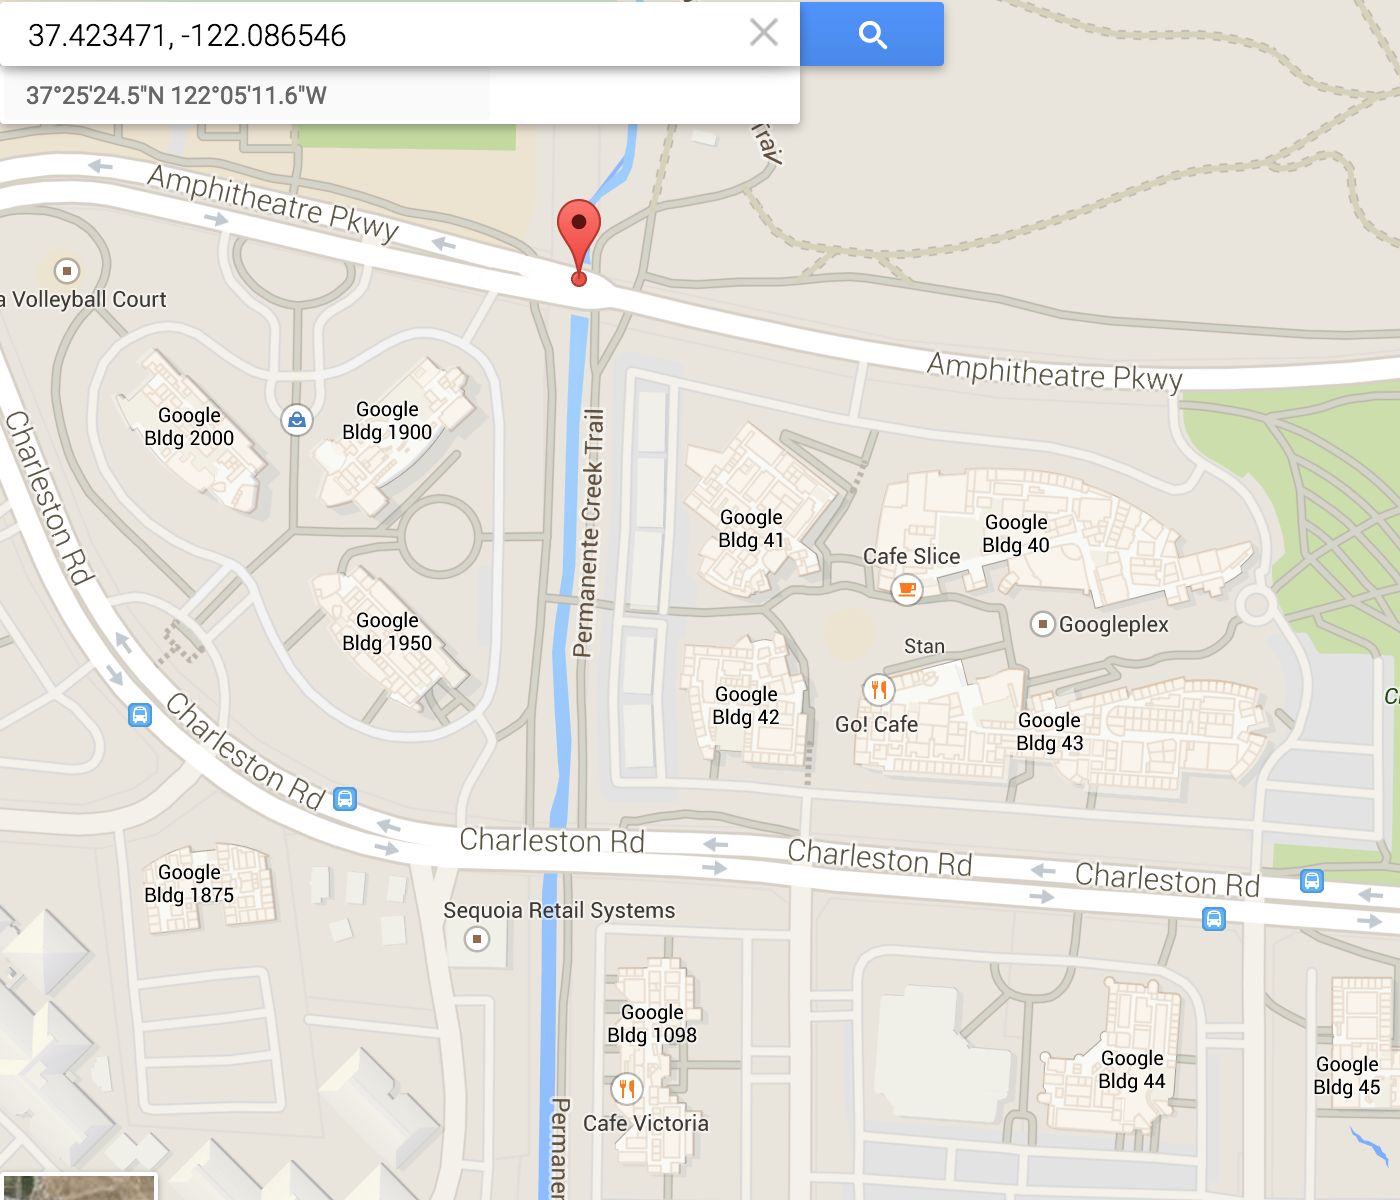 37.423471, -122.086546
37°25'24.5"N 122°05'11.6"W
Trail
Amphitheatre Pkwy
a Volleyball Court
Amphitheatre Pkwy
Google
Bldg 2000
Google
Bldg 1900
Charleston Rd
Permanente Creek Trail
Google
Bldg 41
Google
Bldg 40
Cafe Slice
Googleplex
Google
Bldg 1950
Stan
Google
Bldg 42
Go! Cafe
Google
Bldg 43
C
Charleston Rd
Charleston Rd
Charleston Rd
Charleston Rd
Google
Bldg 1875
Sequoia Retail Systems
Google
Bldg 1098
Google
Bldg 44
Google
Bldg 45
Cafe Victoria
Permanen